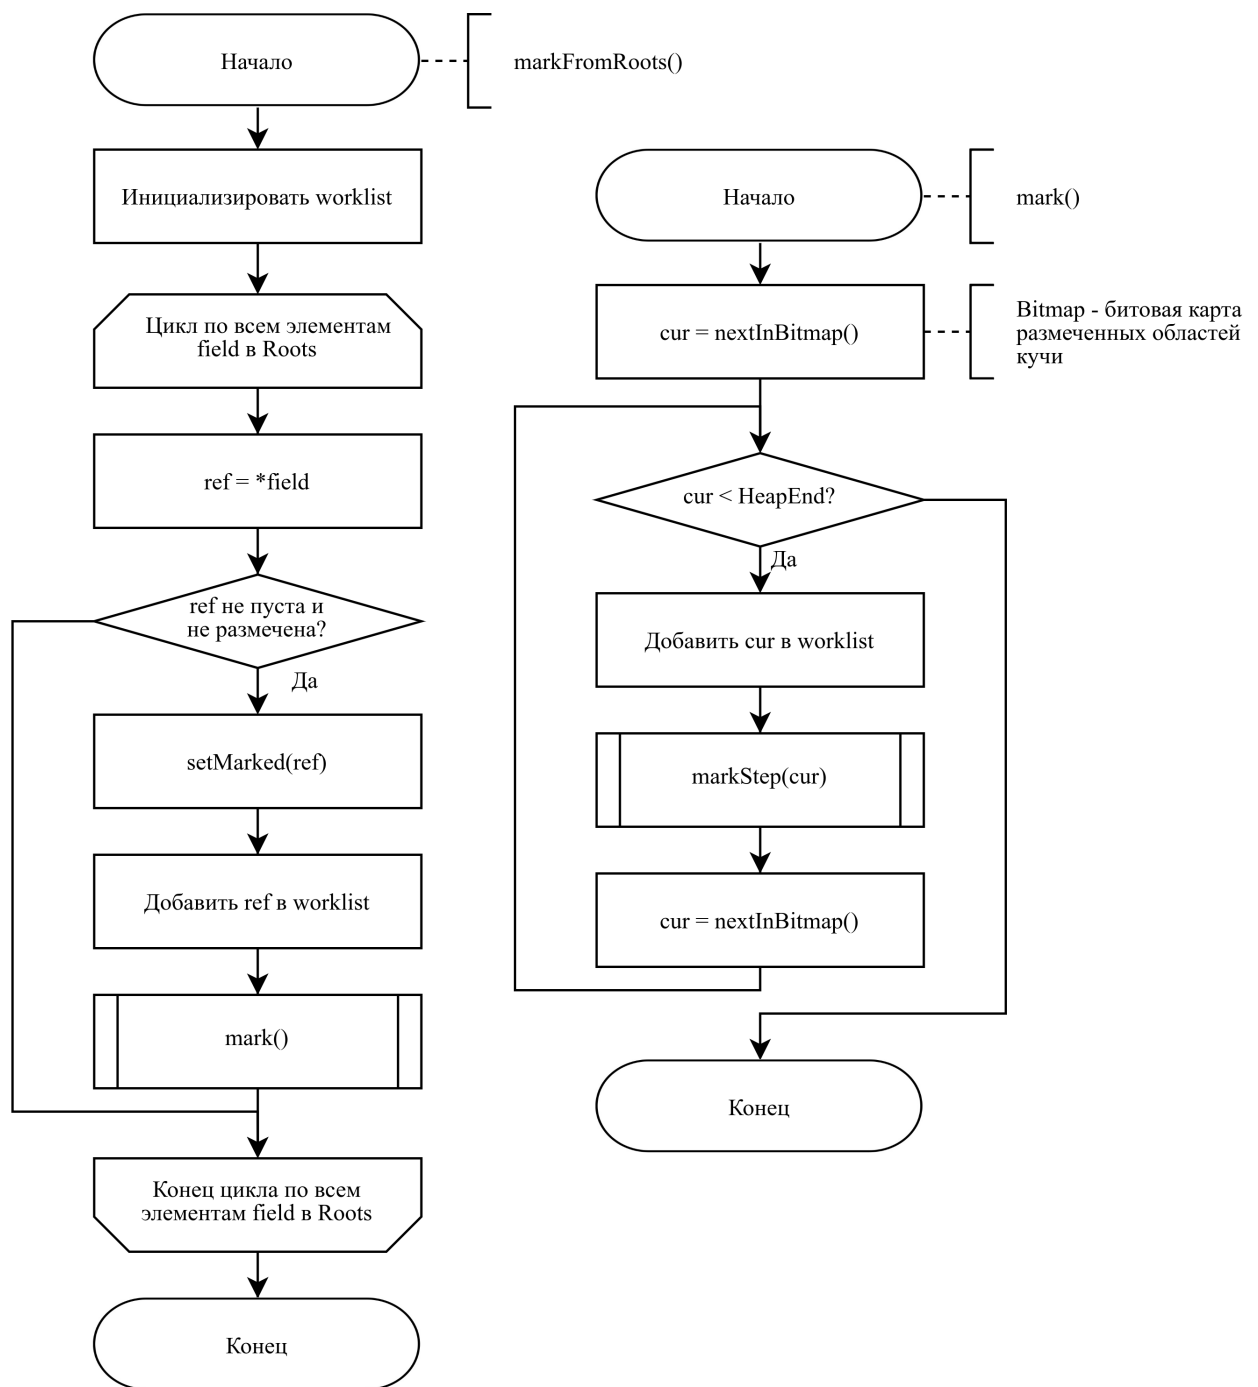 Начало
markFromRoots()
Инициализировать worklist
Цикл по всем элементам
field в Roots
ref = *field
ref не пуста и
не размечена?
Да
setMarked(ref)
Добавить ref в worklist
mark()
Конец цикла по всем
элементам field в Roots
Конец
Начало
mark()
cur = nextInBitmap()
Bitmap - битовая карта
размеченных областей
кучи
cur < HeapEnd?
Да
Добавить cur в worklist
markStep(cur)
cur = nextInBitmap()
Конец